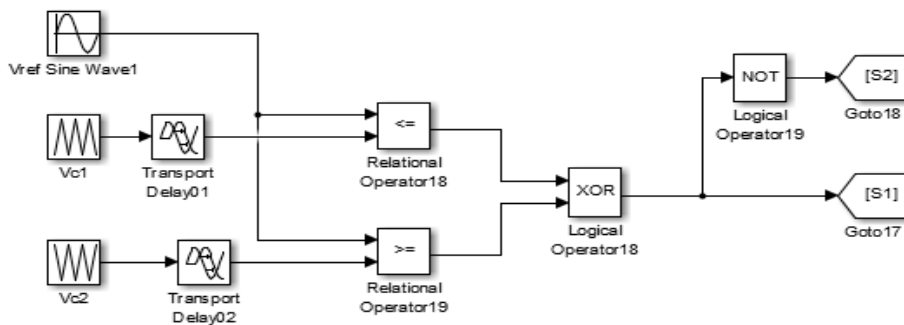 Vref Sine Wave1
Vc1
Transport
Delay01
<=
Relational
Operator18
Vc2
Transport
Delay02
>=
Relational
Operator19
XOR
Logical
Operator18
NOT
Logical
Operator19
[S2]
Goto18
[S1]
Goto17